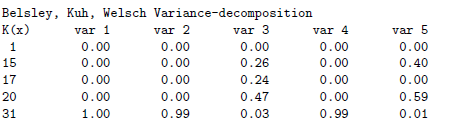 Belsley, Kuh, Welsch Variance-decomposition
K(x) var 1 var 2 var 3 var 4 var 5
1 0.00 0.00 0.00 0.00 0.00
15 0.00 0.00 0.26 0.00 0.40
17 0.00 0.00 0.24 0.00 0.00
20 0.00 0.00 0.47 0.00 0.59
31 1.00 0.99 0.03 0.99 0.01